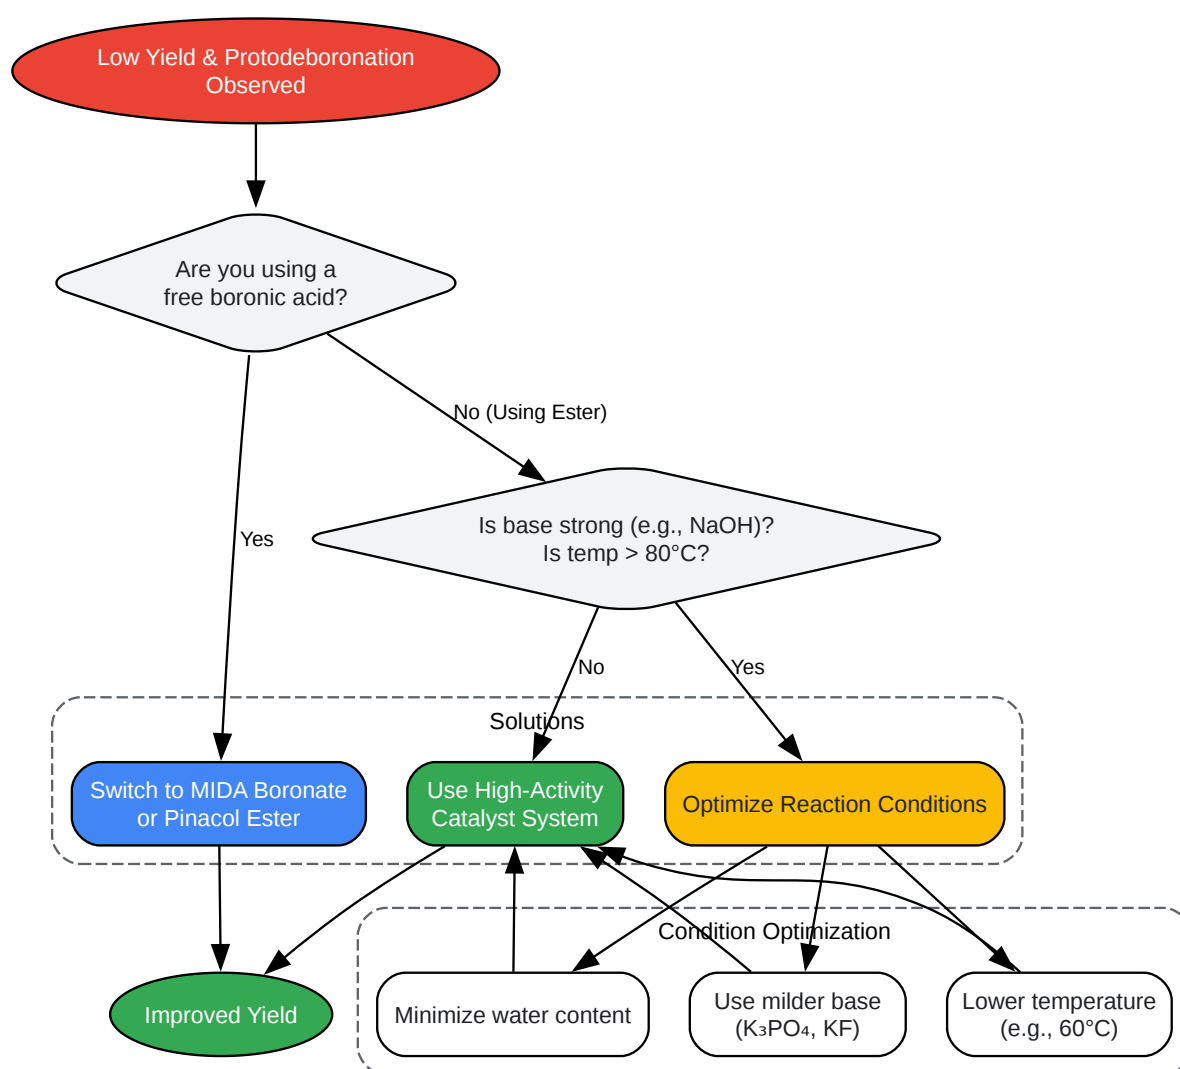 Low Yield & Protodeboronation
Observed
Are you using a
free boronic acid?
No (Using Ester)
Yes
Is base strong (e.g., NaOH)?
Is temp > 80°C?
No
Yes
Solutions
Switch to MIDA Boronate
or Pinacol Ester
Use High-Activity
Catalyst System
Optimize Reaction Conditions
Condition Optimization
Improved Yield
Minimize water content
Use milder base
(K₃PO₄, KF)
Lower temperature
(e.g., 60°C)